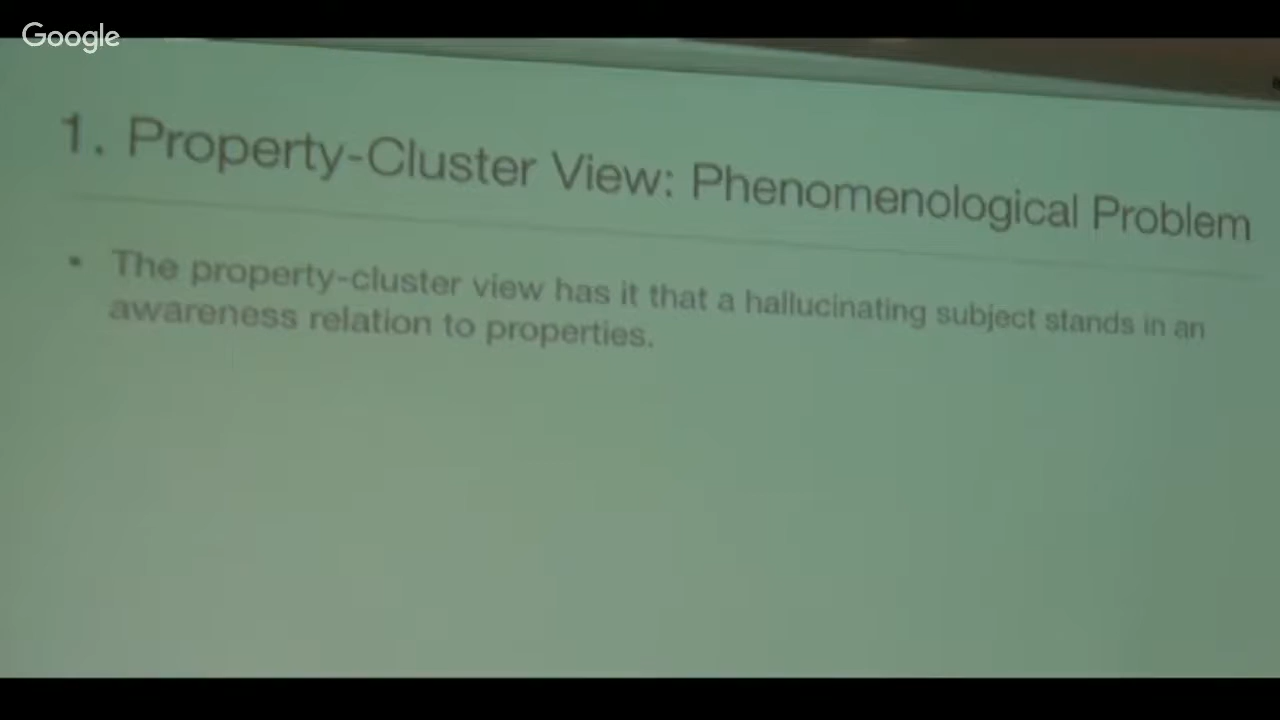 Google
1. Property-Cluster View: Phenomenological Problem
• The property-cluster view has it that a hallucinating subject stands in an
awareness relation to properties.